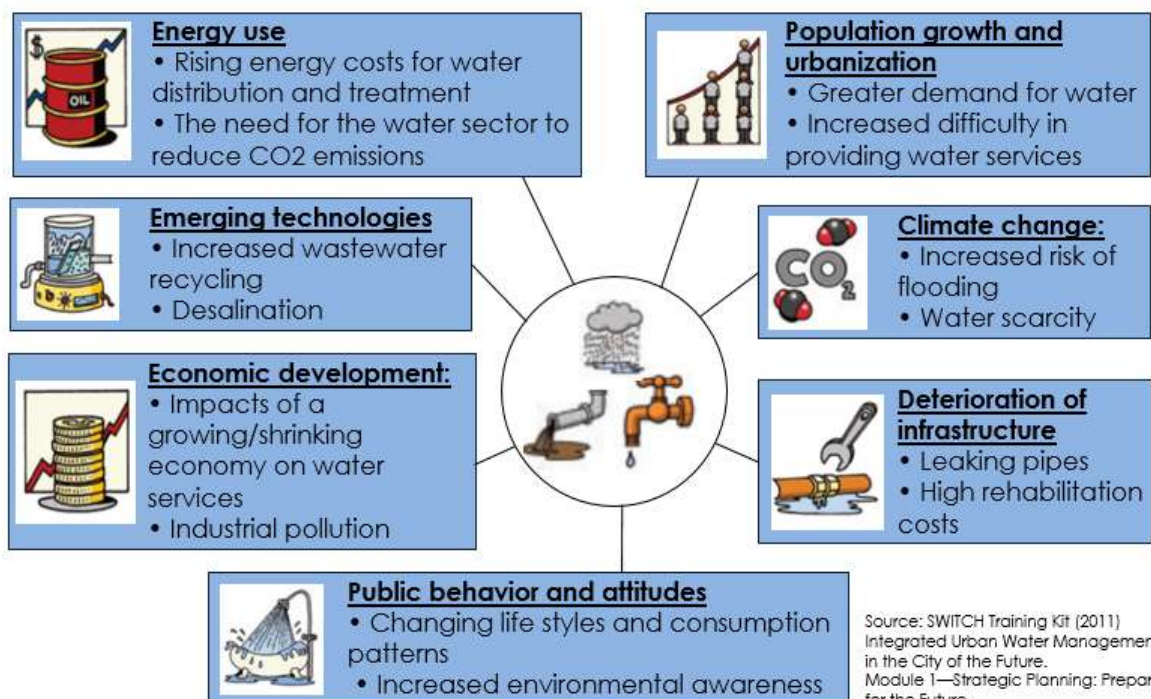 Energy use
• Rising energy costs for water
distribution and treatment
• The need for the water sector to
reduce CO2 emissions
$
OIL
Population growth and
urbanization
• Greater demand for water
• Increased difficulty in
providing water services
Emerging technologies
• Increased wastewater
recycling
• Desalination
Climate change:
• Increased risk of
flooding
• Water scarcity
CO2
Economic development:
• Impacts of a
growing/shrinking
economy on water
services
• Industrial pollution
Deterioration of
infrastructure
• Leaking pipes
• High rehabilitation
costs
Public behavior and attitudes
• Changing life styles and consumption
patterns
• Increased environmental awareness
Source: SWITCH Training Kit (2011)
Integrated Urban Water Managemen
in the City of the Future.
Module 1—Strategic Planning: Prepar
for the Future